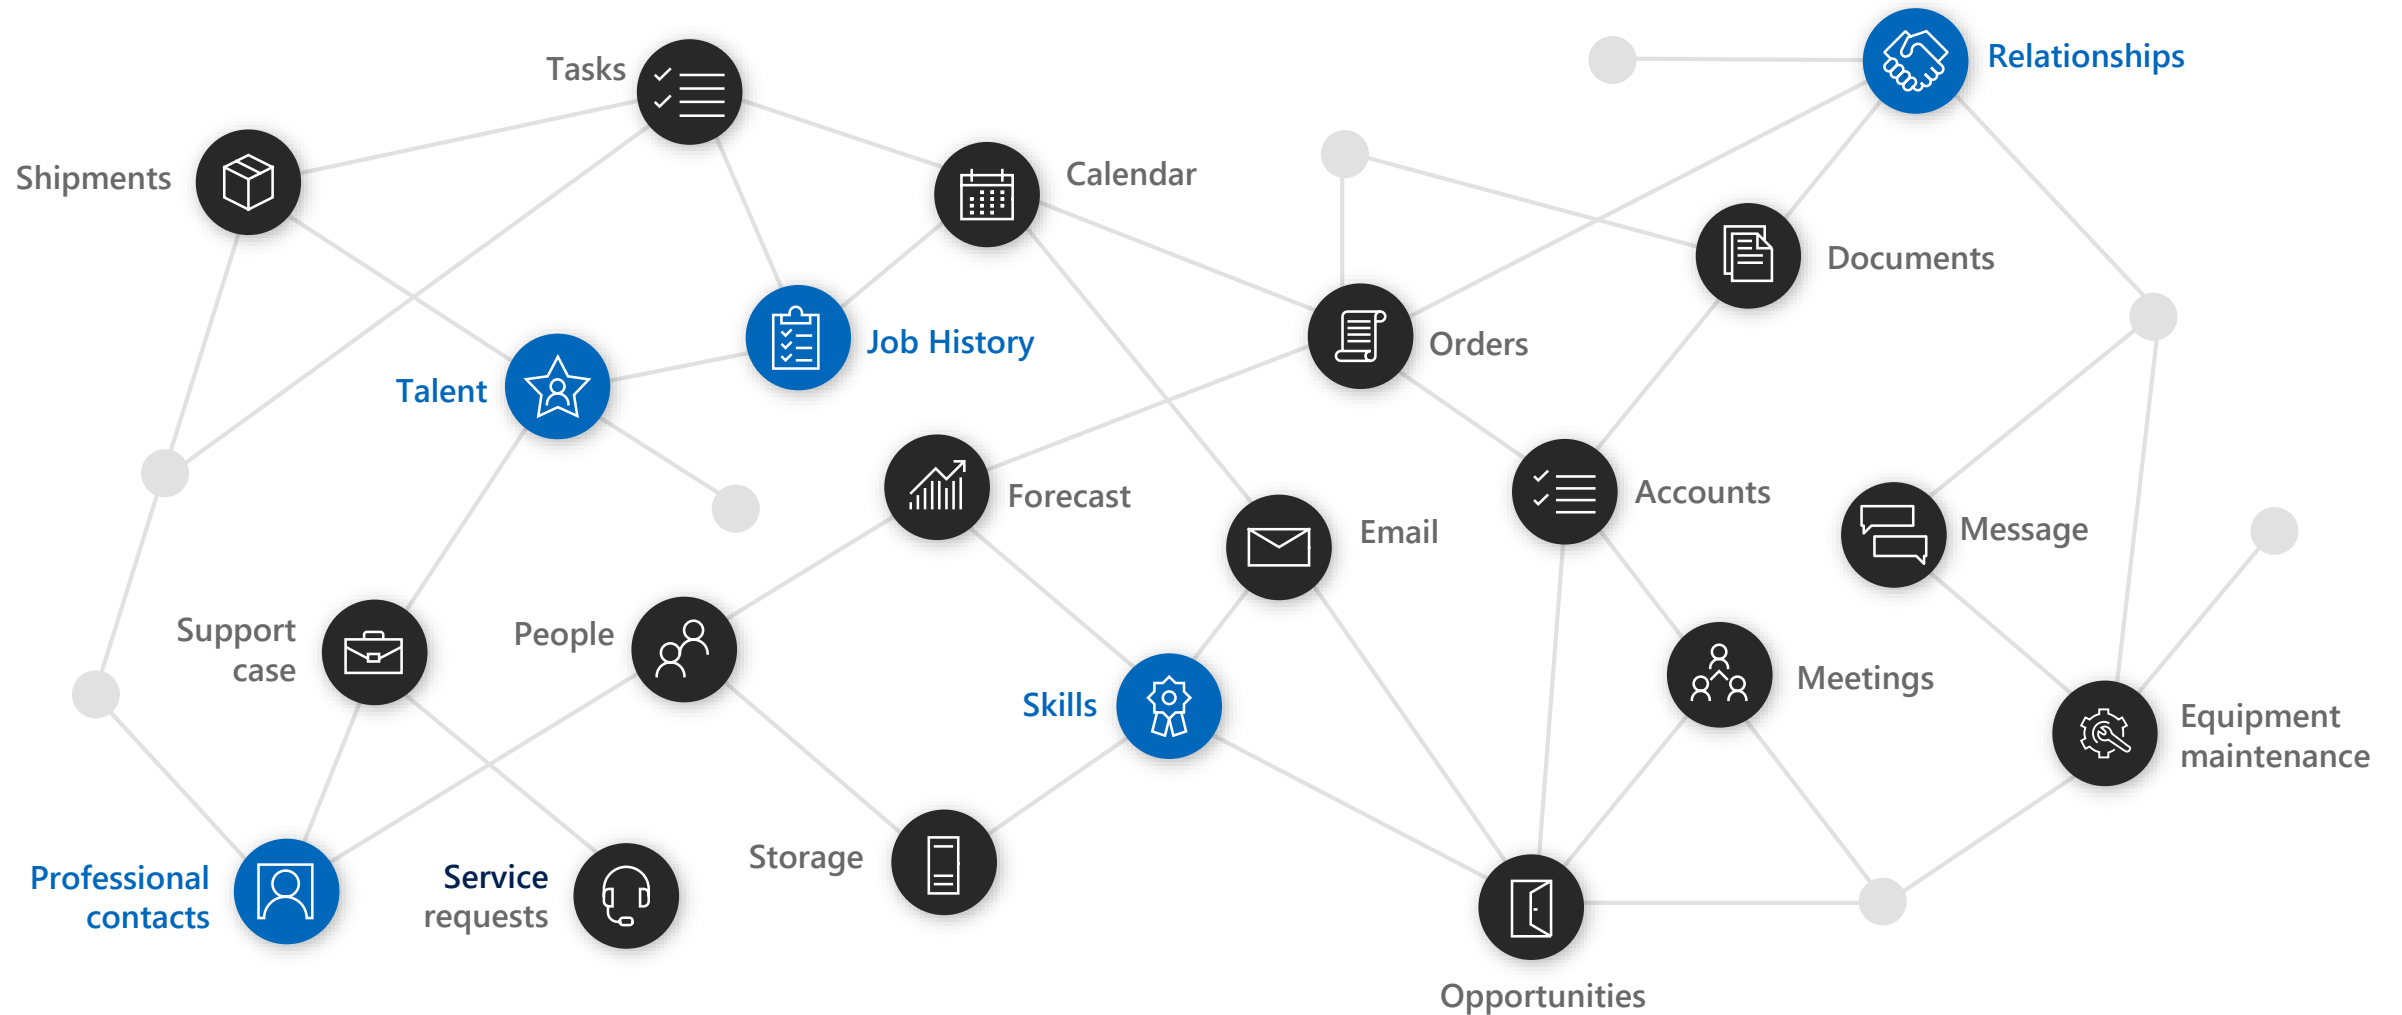 Relationships
Tasks
Shipments
Calendar
Documents
Job History
Orders
Talent
Forecast
Accounts
Email
Message
Support
case
People
Meetings
Skills
Equipment
maintenance
Storage
Professional
contacts
Service
requests
Opportunities